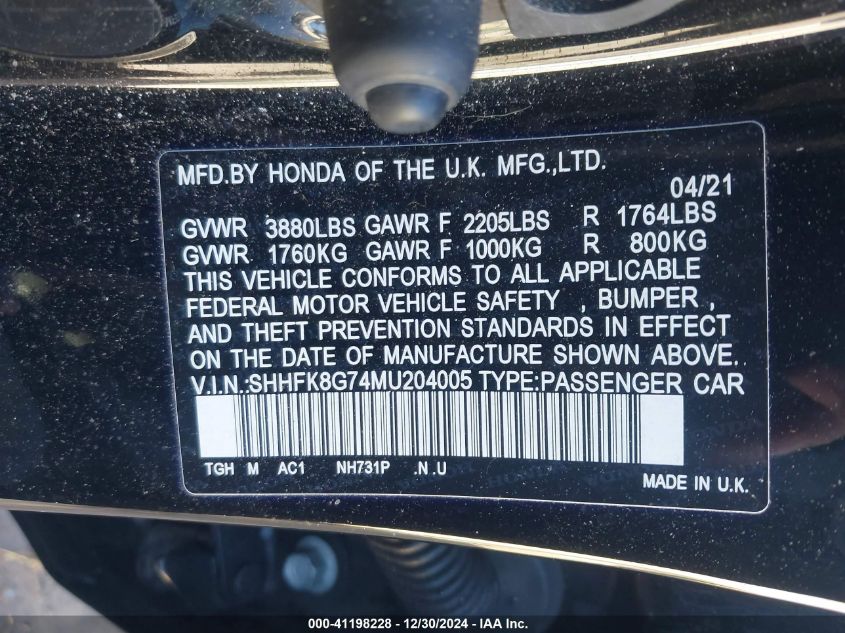 MFD.BY HONDA OF THE U.K. MFG.,LTD.
04/21
GVWR 3880LBS GAWR F 2205LBS R 1764LBS
GVWR 1760KG GAWR F 1000KG R 800KG
THIS VEHICLE CONFORMS TO ALL APPLICABLE
FEDERAL MOTOR VEHICLE SAFETY , BUMPER ,
AND THEFT PREVENTION STANDARDS IN EFFECT
ON THE DATE OF MANUFACTURE SHOWN ABOVE.
V.I.N.:SHHFK8G74MU204005 TYPE:PASSENGER CAR
TGH M AC1 NH731P .N .U
MADE IN U.K.
000-41198228 - 12/30/2024 - IAA Inc.